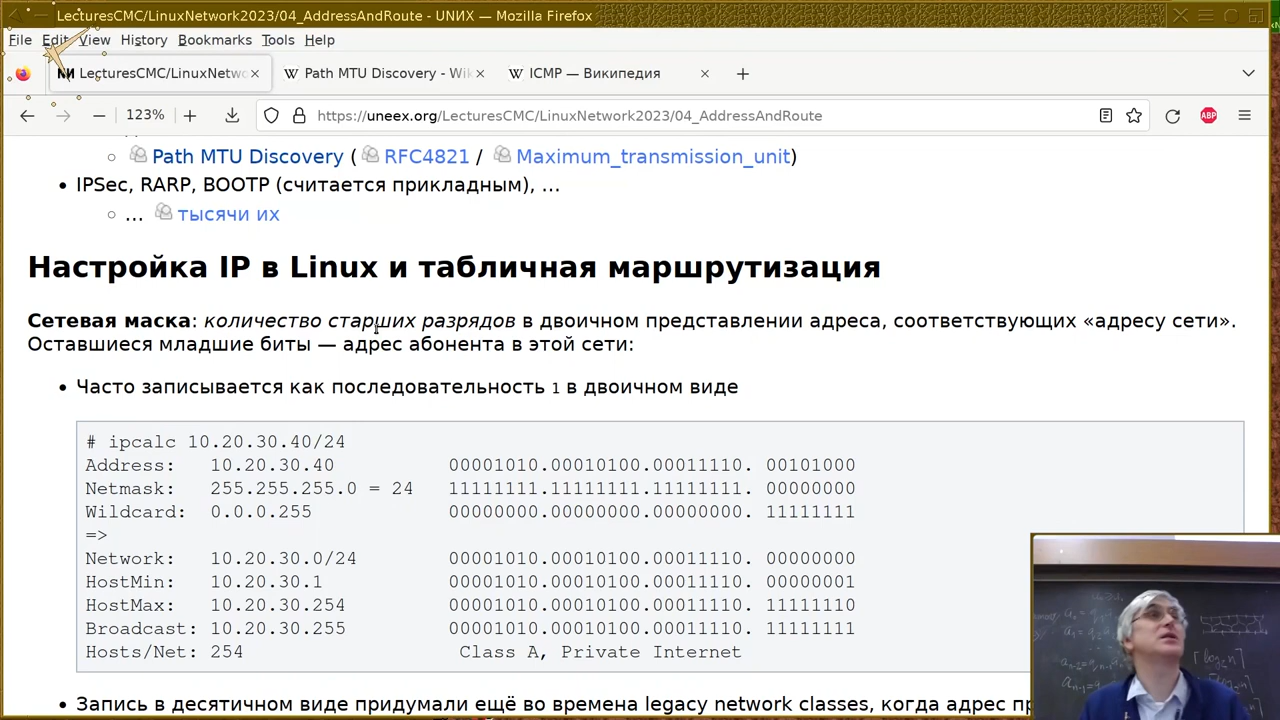 LecturesCMC/LinuxNetwork2023/04_AddressAndRoute - UNИX — Mozilla Firefox
File Edit View History Bookmarks Tools Help
LecturesCMC/LinuxNetwo
Path MTU Discovery - Wik
ICMP — Википедия
123%
https://uneex.org/LecturesCMC/LinuxNetwork2023/04_AddressAndRoute
ABP
Path MTU Discovery ( RFC4821 / Maximum_transmission_unit)
IPSec, RARP, BOOTP (считается прикладным), …
… тысячи их
Настройка IP в Linux и табличная маршрутизация
Сетевая маска: количество старших разрядов в двоичном представлении адреса, соответствующих «адресу сети».
Оставшиеся младшие биты — адрес абонента в этой сети:
Часто записывается как последовательность 1 в двоичном виде
# ipcalc 10.20.30.40/24
Address: 10.20.30.40 00001010.00010100.00011110. 00101000
Netmask: 255.255.255.0 = 24 11111111.11111111.11111111. 00000000
Wildcard: 0.0.0.255 00000000.00000000.00000000. 11111111
=>
Network: 10.20.30.0/24 00001010.00010100.00011110. 00000000
HostMin: 10.20.30.1 00001010.00010100.00011110. 00000001
HostMax: 10.20.30.254 00001010.00010100.00011110. 11111110
Broadcast: 10.20.30.255 00001010.00010100.00011110. 11111111
Hosts/Net: 254 Class A, Private Internet
Запись в десятичном виде придумали ещё во времена legacy network classes, когда адрес пр